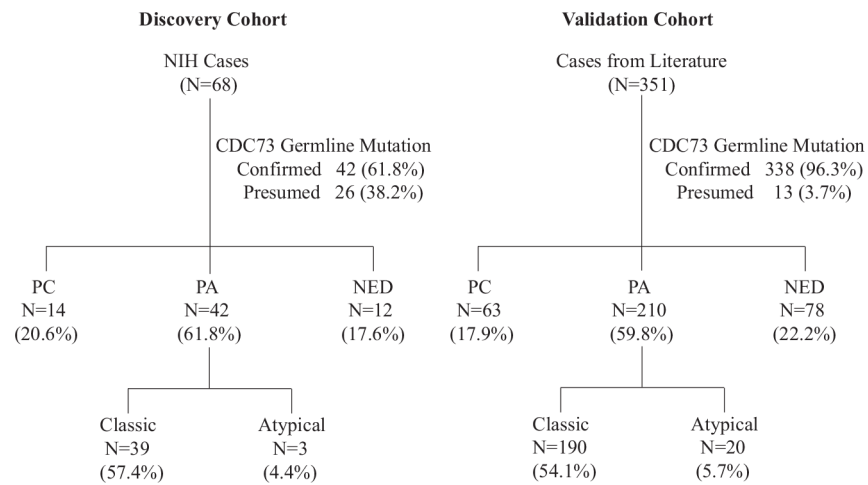 Discovery Cohort
NIH Cases
(N=68)
CDC73 Germline Mutation
Confirmed 42 (61.8%)
Presumed 26 (38.2%)
PC
N=14
(20.6%)
PA
N=42
(61.8%)
NED
N=12
(17.6%)
Classic
N=39
(57.4%)
Atypical
N=3
(4.4%)
Validation Cohort
Cases from Literature
(N=351)
CDC73 Germline Mutation
Confirmed 338 (96.3%)
Presumed 13 (3.7%)
PC
N=63
(17.9%)
PA
N=210
(59.8%)
NED
N=78
(22.2%)
Classic
N=190
(54.1%)
Atypical
N=20
(5.7%)